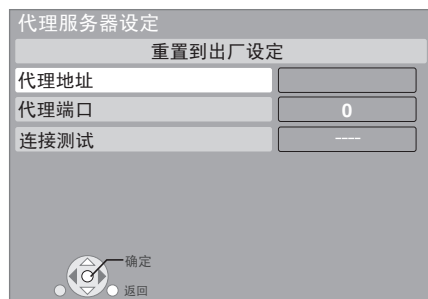 代理服务器设定
重置到出厂设定
代理地址
代理端口 0
连接测试 ----
确定
返回